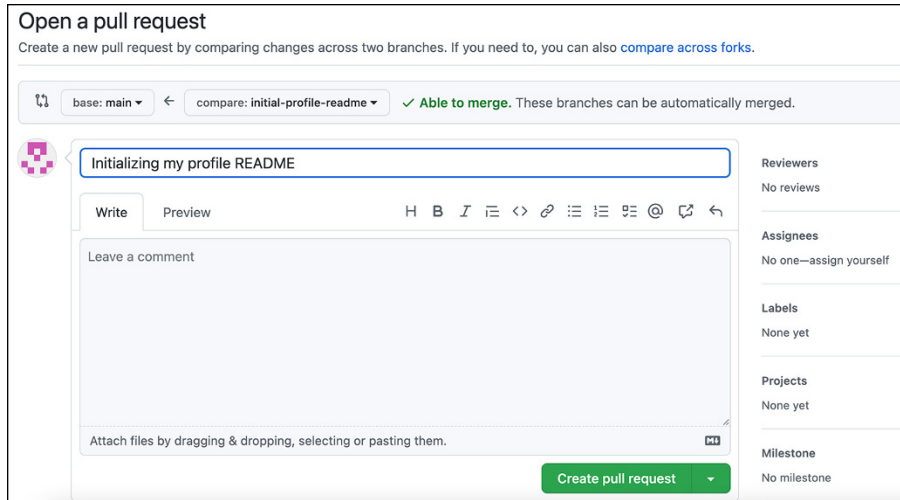 Open a pull request
Create a new pull request by comparing changes across two branches. If you need to, you can also compare across forks.
base: main compare: initial-profile-readme Able to merge. These branches can be automatically merged.
Initializing my profile README
Write Preview
Leave a comment
Attach files by dragging & dropping, selecting or pasting them.
Create pull request
Reviewers
No reviews
Assignees
No one—assign yourself
Labels
None yet
Projects
None yet
Milestone
No milestone